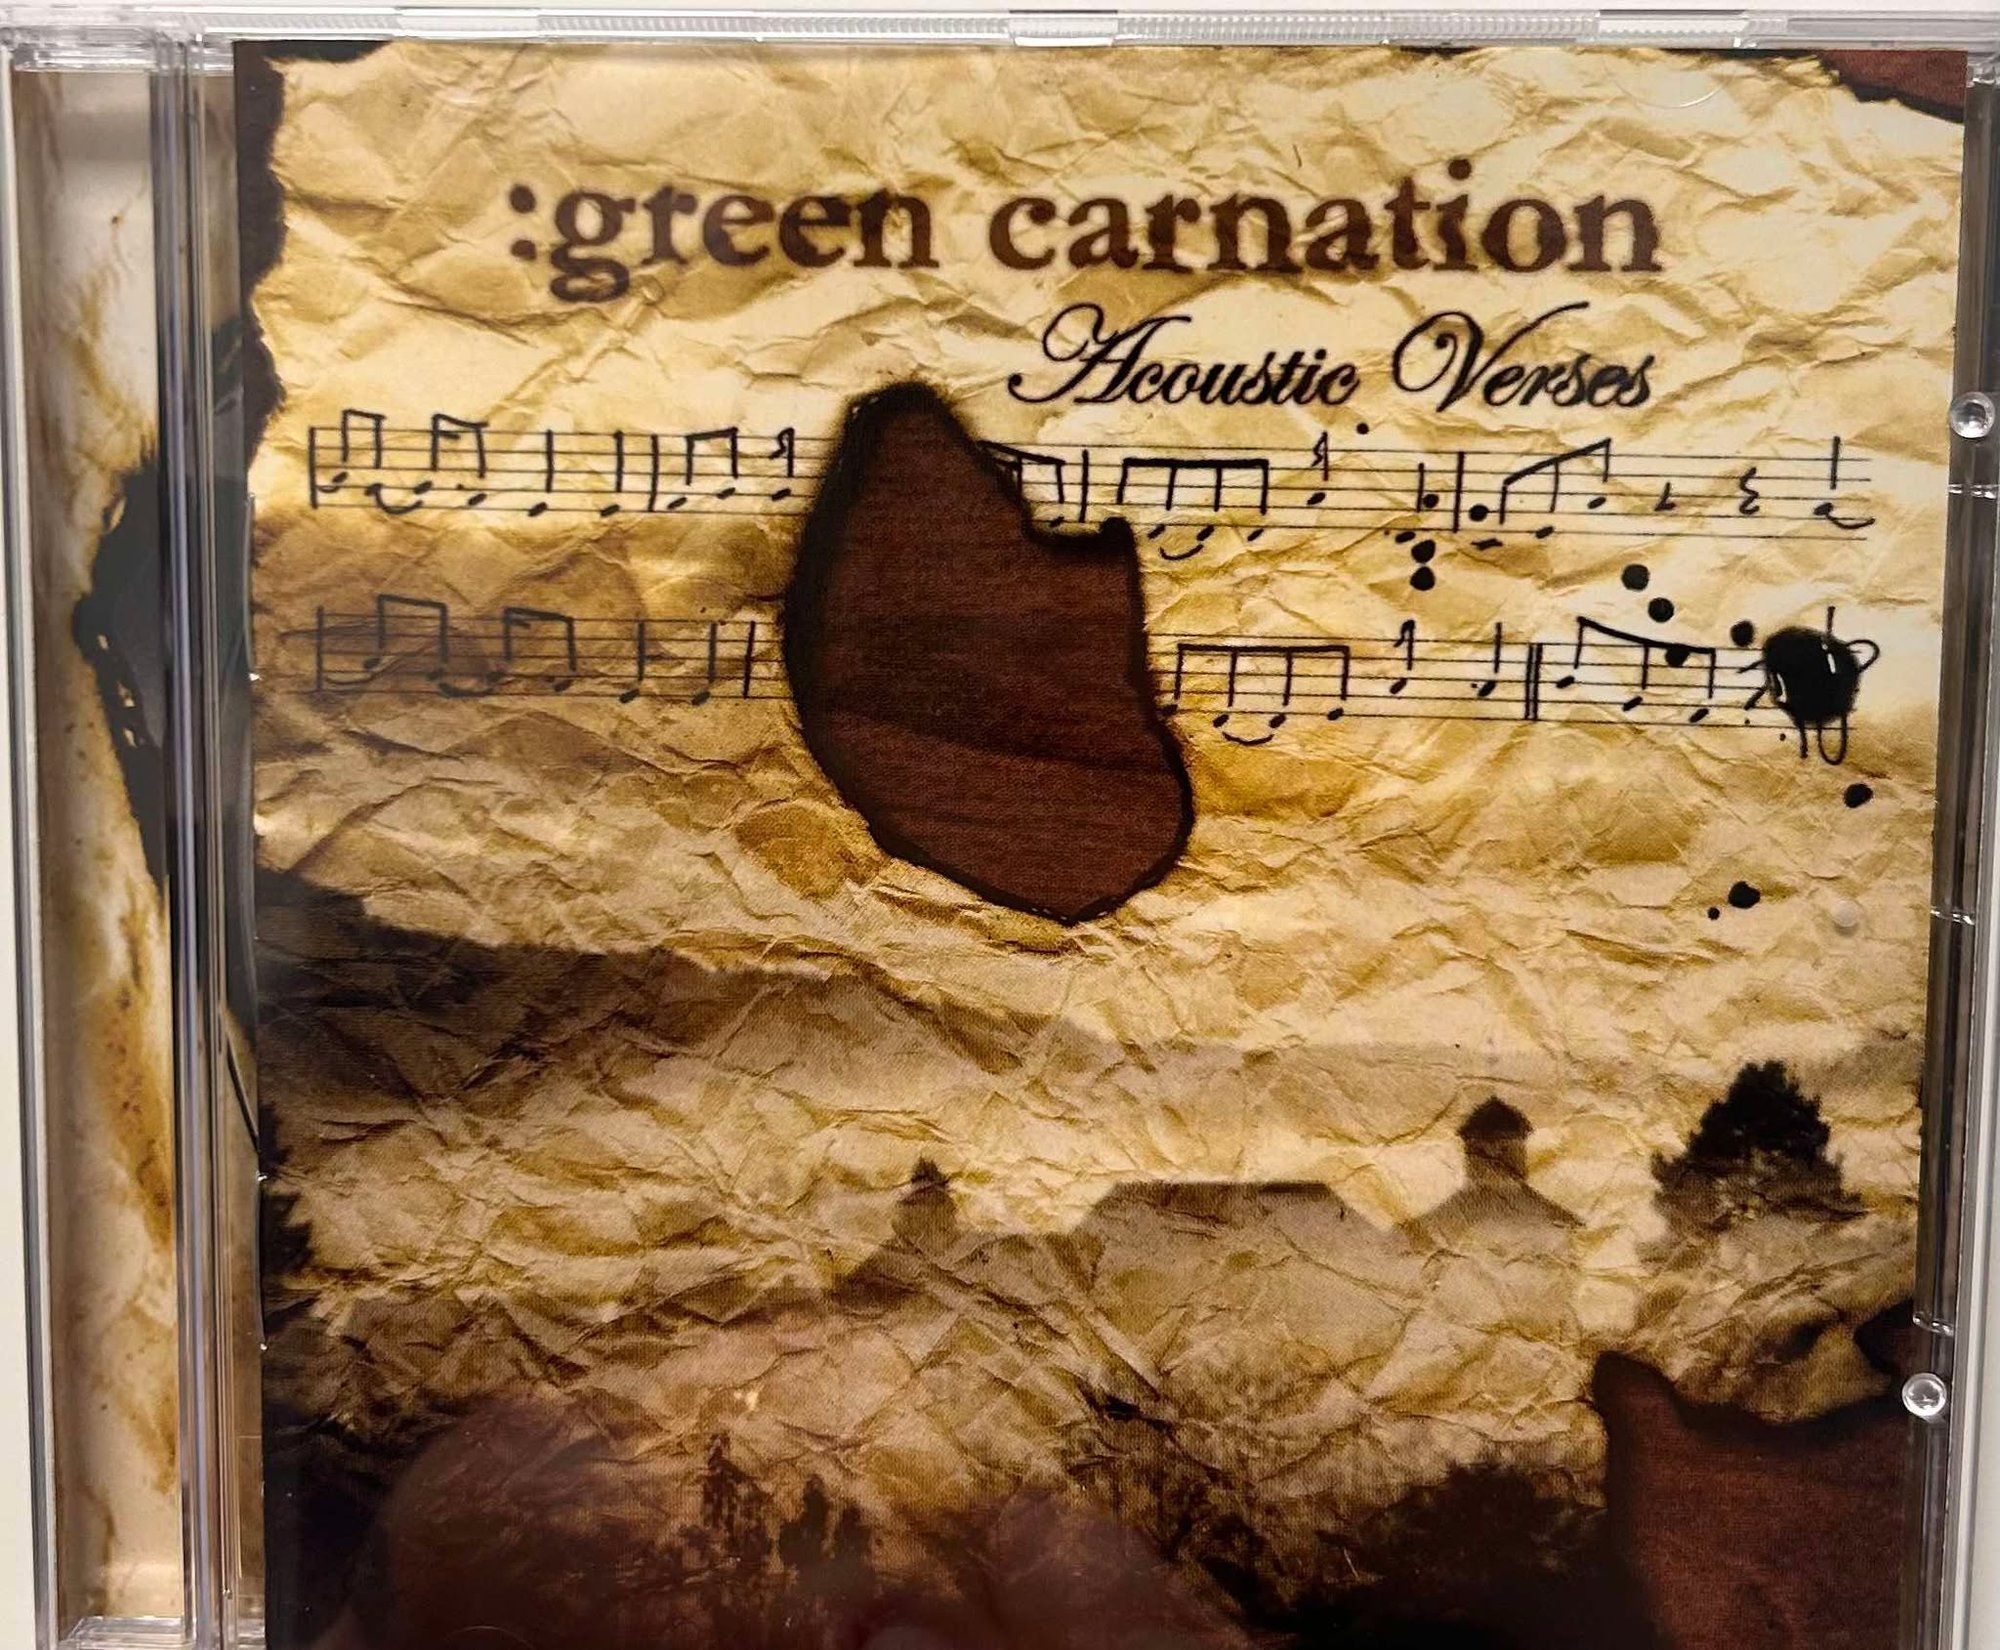 :green carnation
Acoustic Verses